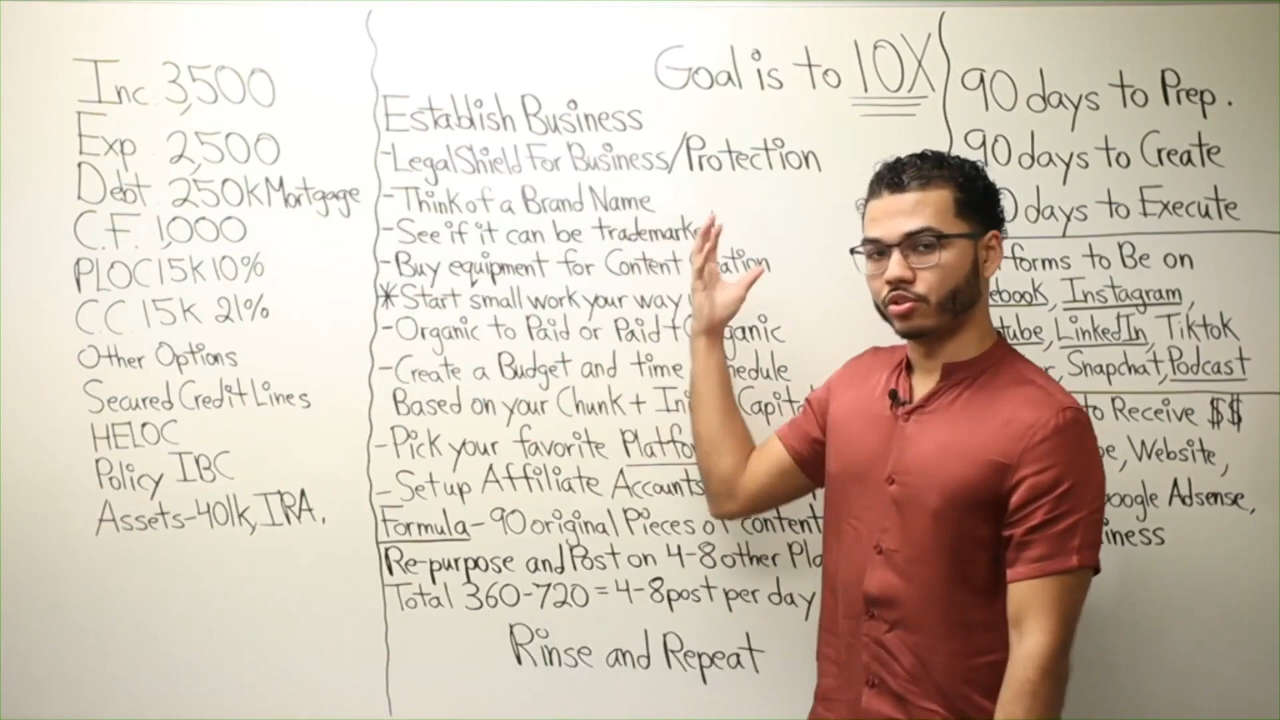 Inc. 3,500
Exp 2,500
Debt 250k Mortgage
C.F. 1,000
PLOC 15k 10%
C.C 15k 21%
Other Options
Secured Credit Lines
HELOC
Policy IBC
Assets-401k, IRA,
Goal is to 10X
Establish Business
-LegalShield For Business/Protection
-Think of a Brand Name
-See if it can be
-Buy equipment for Content
*Start small work your way
-Organic to Paid or Paid +
-Create a Budget and time
Based on your Chunk +
-Pick your favorite
-Setup Affiliate Accounts
Formula-90 original Pieces of content
Re-purpose and Post on 4-8 other
Total 360-720=4-8 post per day
Rinse and Repeat
90 days to Prep.
90 days to Create
days to Execute
to Be on
Instagram,
LinkedIn, Tiktok
Snapchat, Podcast
to Receive $$
Website,
Adsense,